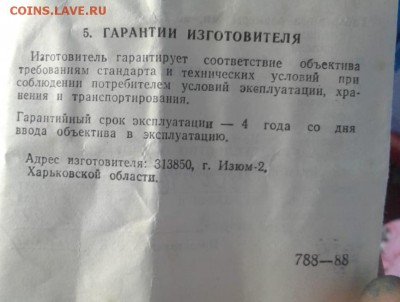 COINS.LAVE.RU
5. ГАРАНТИИ ИЗГОТОВИТЕЛЯ
Изготовитель гарантирует соответствие объектива
требованиям стандарта и технических условий при
соблюдении потребителем условий эксплуатации, хра-
нения и транспортирования.
Гарантийный срок эксплуатации — 4 года со дня
ввода объектива в эксплуатацию.
Адрес изготовителя: 313850, г. Изюм-2,
Харьковской области.
788—88